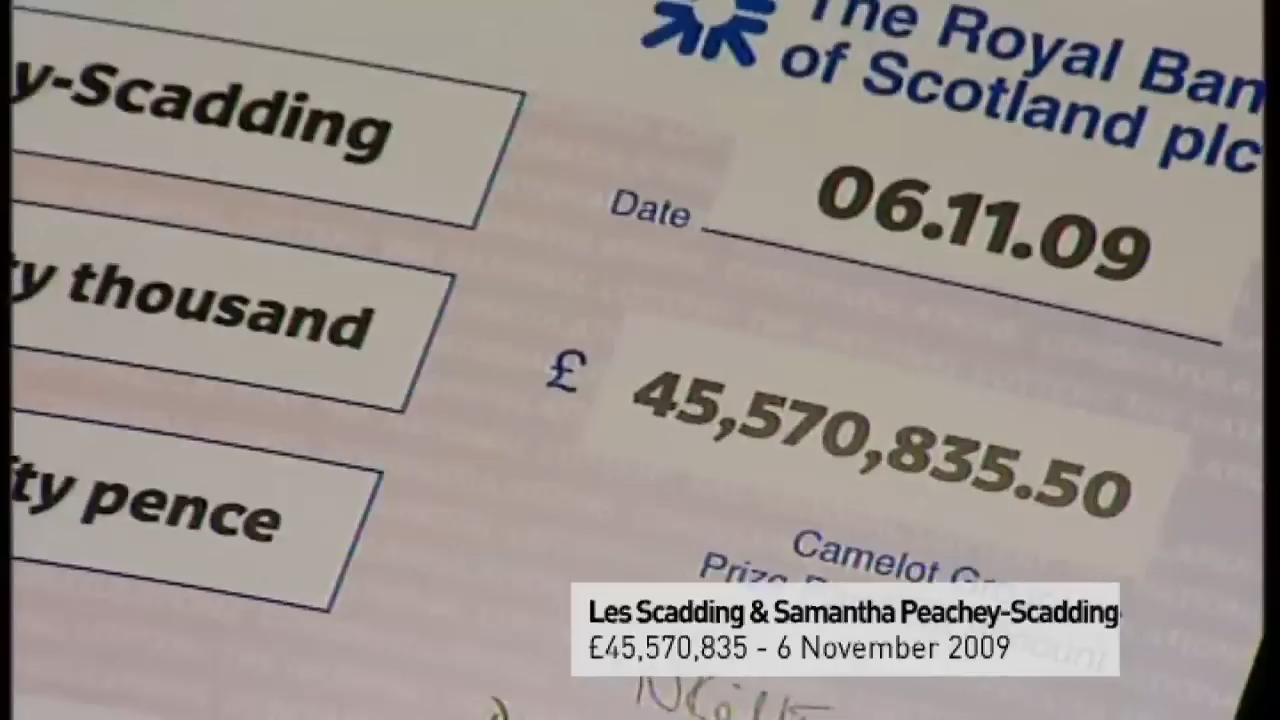 y-Scadding
The Royal Ban
of Scotland plc
Date 06.11.09
y thousand
£ 45,570,835.50
ty pence
Camelot
Les Scadding & Samantha Peachey-Scadding
£45,570,835 - 6 November 2009